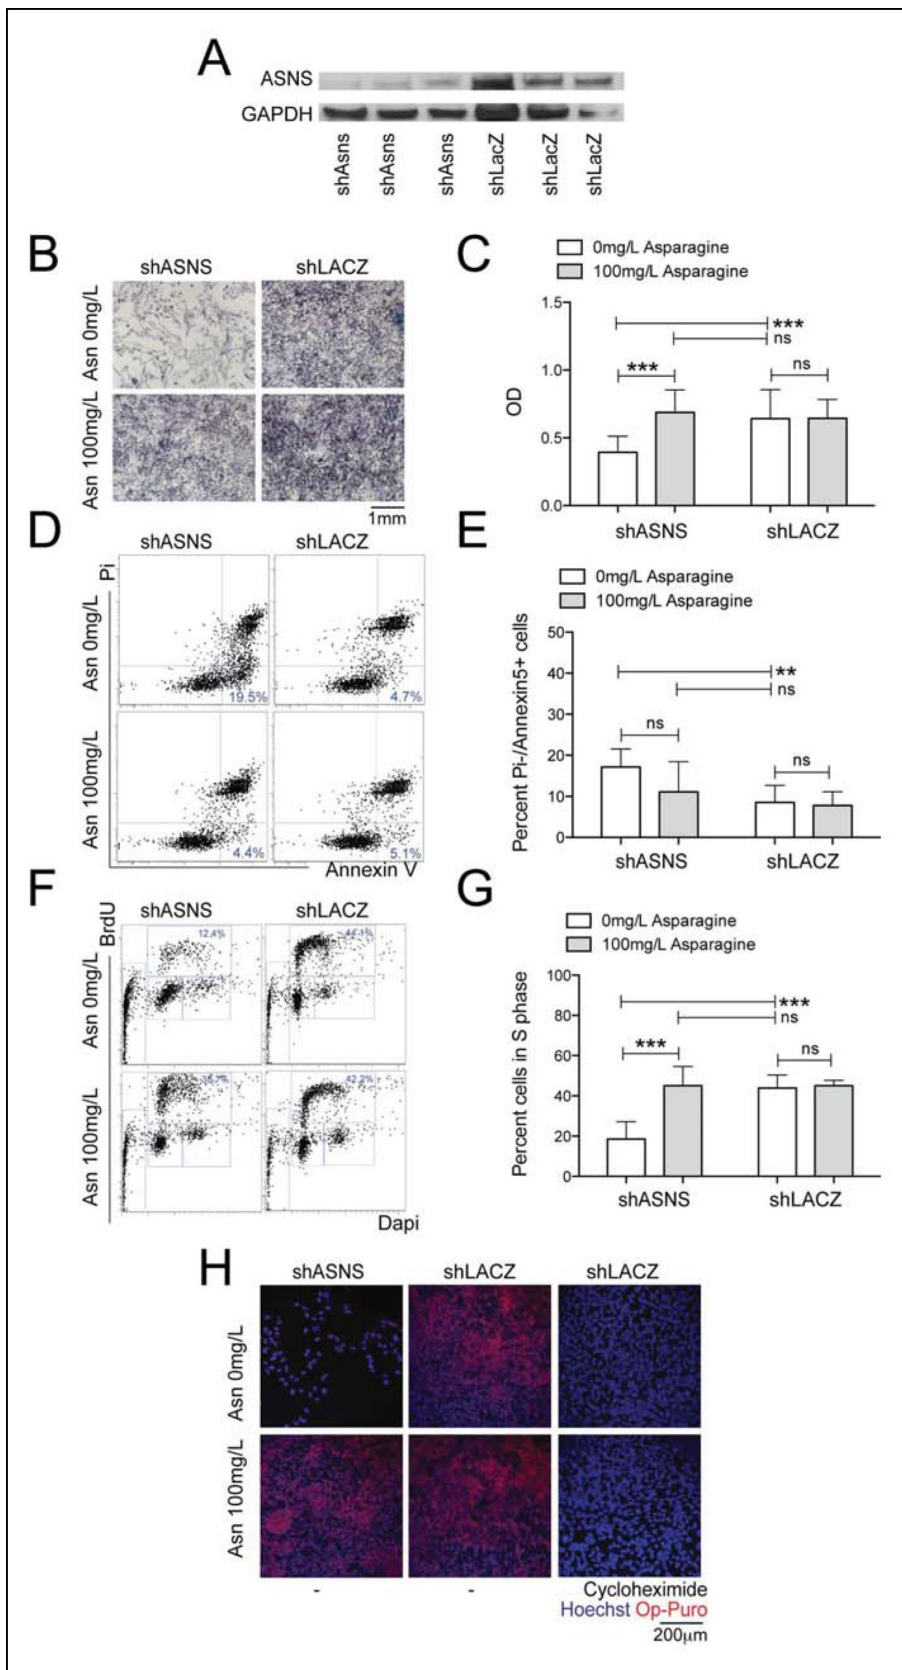 A
ASNS
GAPDH
shAsns shAsns shAsns shLacZ shLacZ shLacZ
B
shASNS shLACZ
Asn 0mg/L
Asn 100mg/L
1mm
C
0mg/L Asparagine
100mg/L Asparagine
1.5
1.0
0.5
0.0
OD
***
ns
***
ns
shASNS shLACZ
D
shASNS shLACZ
Pi
Asn 0mg/L
19.5% 4.7%
Asn 100mg/L
4.4% 5.1%
Annexin V
E
0mg/L Asparagine
100mg/L Asparagine
50
40
30
20
10
0
Percent Pi-/Annexin5+ cells
**
ns
ns
ns
shASNS shLACZ
F
shASNS shLACZ
BrdU
Asn 0mg/L
12.4% 44.1%
Asn 100mg/L
42.2%
Dapi
G
0mg/L Asparagine
100mg/L Asparagine
100
80
60
40
20
0
Percent cells in S phase
***
ns
***
ns
shASNS shLACZ
H
shASNS shLACZ shLACZ
Asn 0mg/L
Asn 100mg/L
- - Cycloheximide
Hoechst Op-Puro
200µm